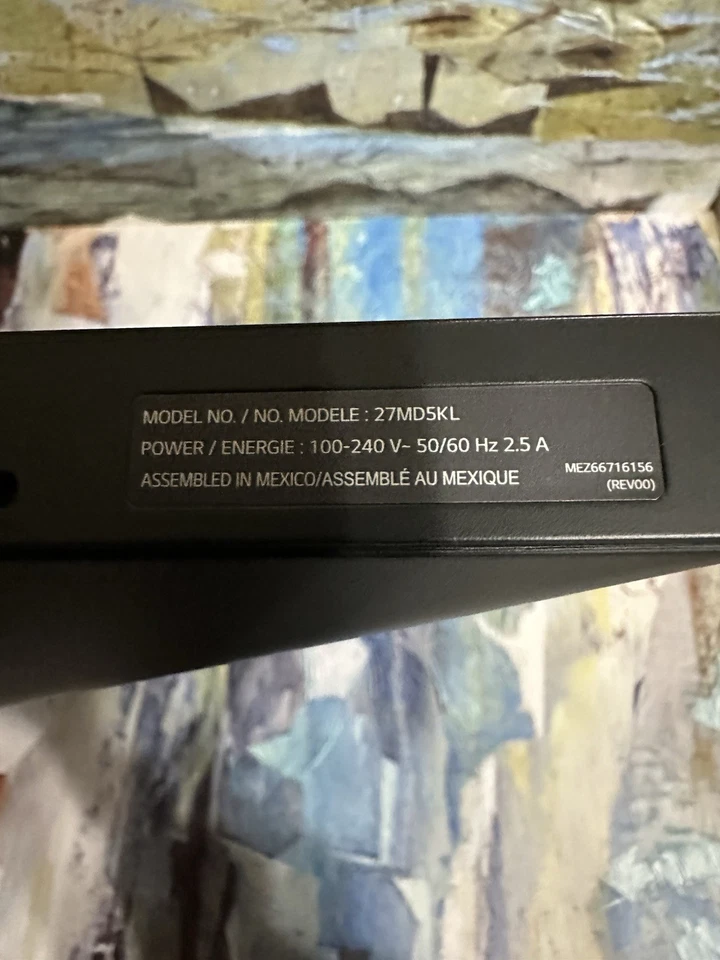 MODEL NO. / NO. MODELE : 27MD5KL
POWER / ENERGIE : 100-240 V~ 50/60 Hz 2.5 A
ASSEMBLED IN MEXICO/ASSEMBLÉ AU MEXIQUE
MEZ66716156
(REV00)